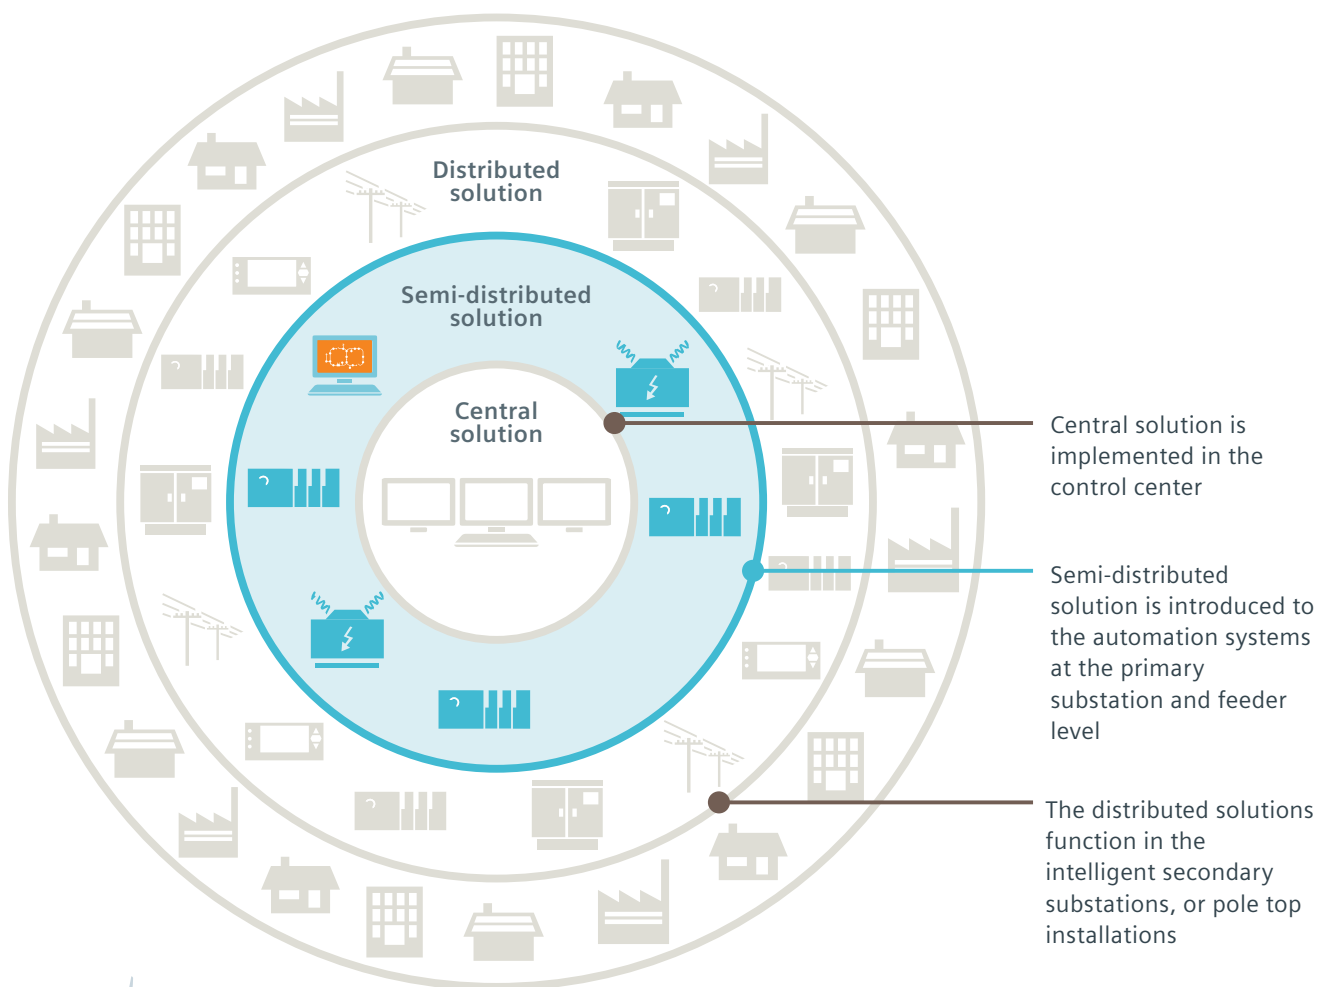 Distributed
solution
Semi-distributed
solution
Central
solution
Central solution is
implemented in the
control center
Semi-distributed
solution is introduced to
the automation systems
at the primary
substation and feeder
level
The distributed solutions
function in the
intelligent secondary
substations, or pole top
installations